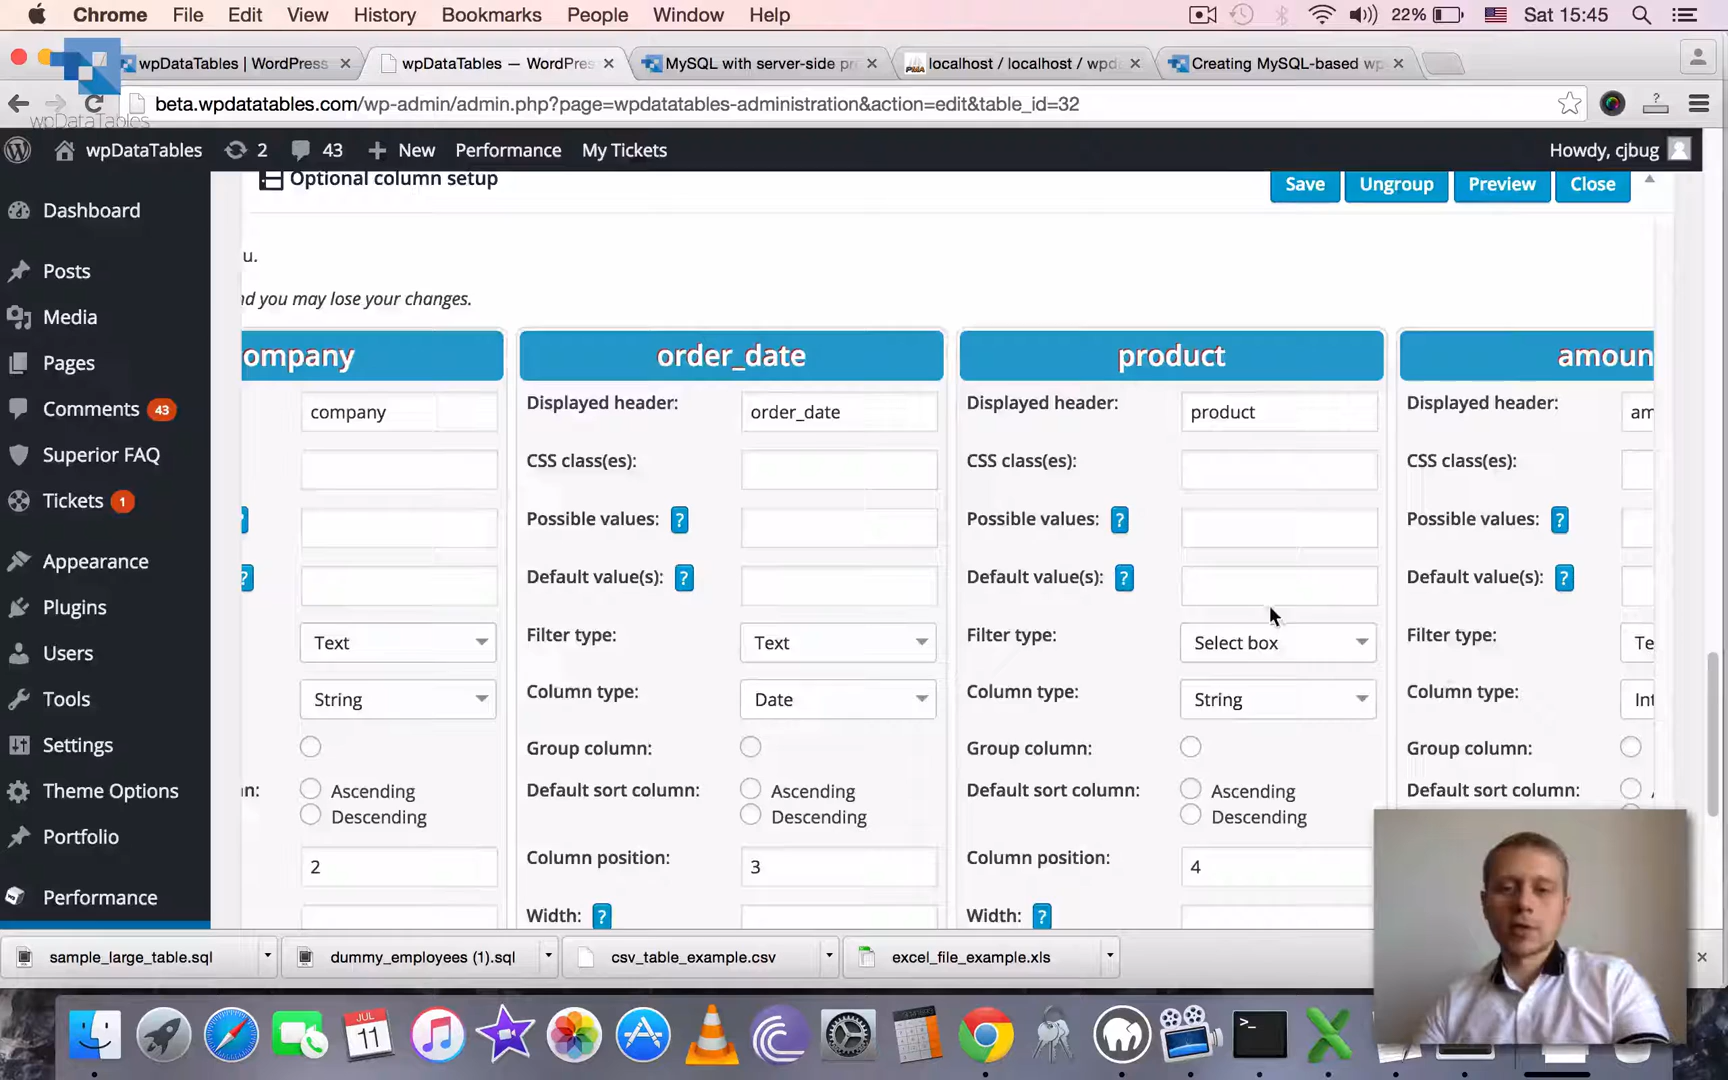 Chrome File Edit View History Bookmarks People Window Help 22% Sat 15:45
wpDataTables | WordPress
wpDataTables — WordPres
MySQL with server-side pr
localhost / localhost / wpd
Creating MySQL-based wp
beta.wpdatatables.com/wp-admin/admin.php?page=wpdatatables-administration&action=edit&table_id=32
wpDataTables
wpDataTables 2 43 New Performance My Tickets Howdy, cjbug
Optional column setup Save Ungroup Preview Close
Dashboard
Posts
Media
Pages
Comments 43
Superior FAQ
Tickets 1
Appearance
Plugins
Users
Tools
Settings
Theme Options
Portfolio
Performance
u.
nd you may lose your changes.
ompany
company
?
?
Text
String
n:
Ascending
Descending
2
order_date
Displayed header: order_date
CSS class(es):
Possible values: ?
Default value(s): ?
Filter type: Text
Column type: Date
Group column:
Default sort column: Ascending
Descending
Column position: 3
Width: ?
product
Displayed header: product
CSS class(es):
Possible values: ?
Default value(s): ?
Filter type: Select box
Column type: String
Group column:
Default sort column: Ascending
Descending
Column position: 4
Width: ?
amoun
Displayed header: am
CSS class(es):
Possible values: ?
Default value(s): ?
Filter type: Te
Column type: Int
Group column:
Default sort column:
sample_large_table.sql
dummy_employees (1).sql
csv_table_example.csv
excel_file_example.xls
JUL
11
>_